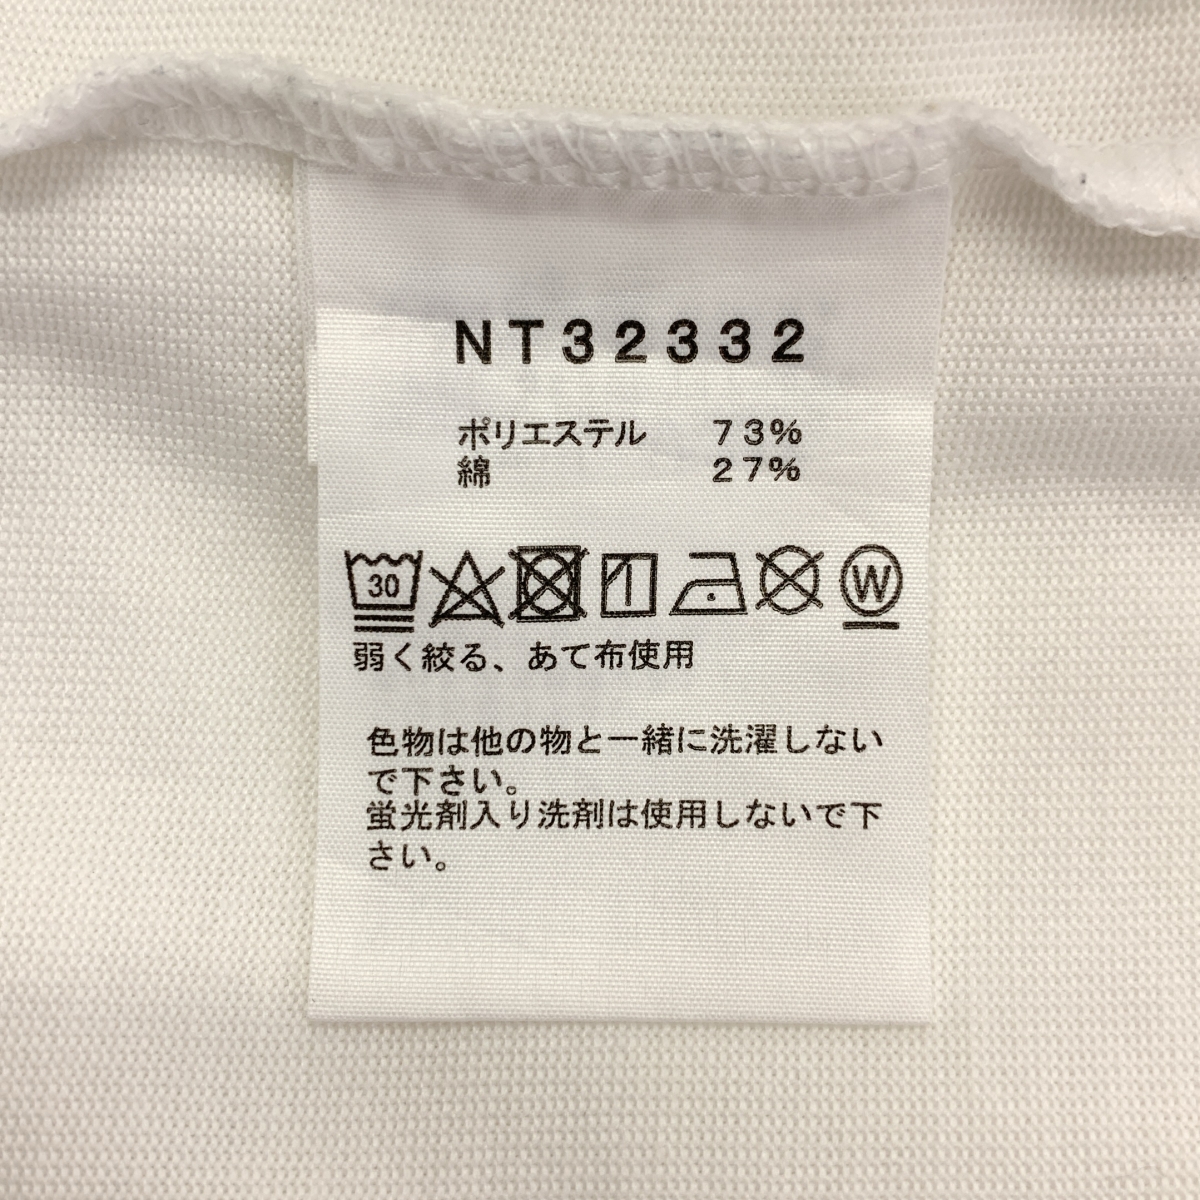 NT32332
ポリエステル 73%
綿 27%
30 W
弱く絞る、あて布使用
色物は他の物と一緒に洗濯しない
で下さい。
蛍光剤入り洗剤は使用しないで下
さい。